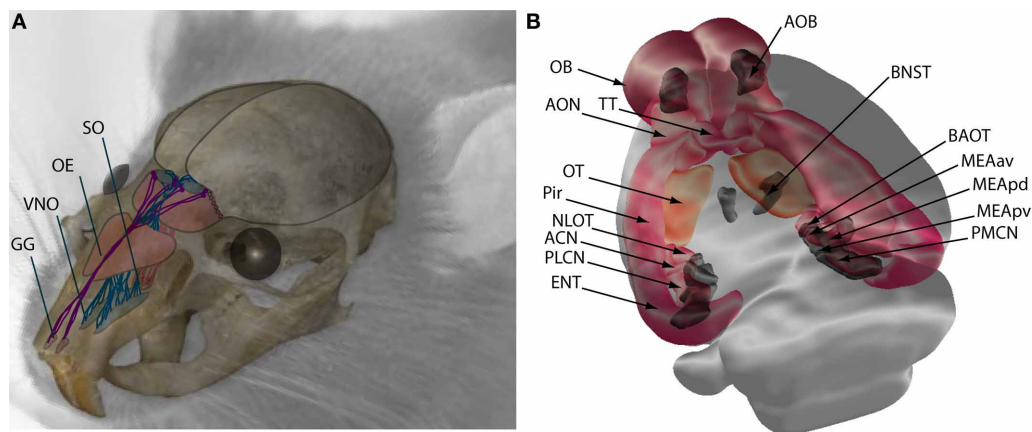 A
SO
OE
VNO
GG
B
AOB
OB
BNST
AON
TT
BAOT
MEAav
OT
MEApd
Pir
MEApv
NLOT
PMCN
ACN
PLCN
ENT